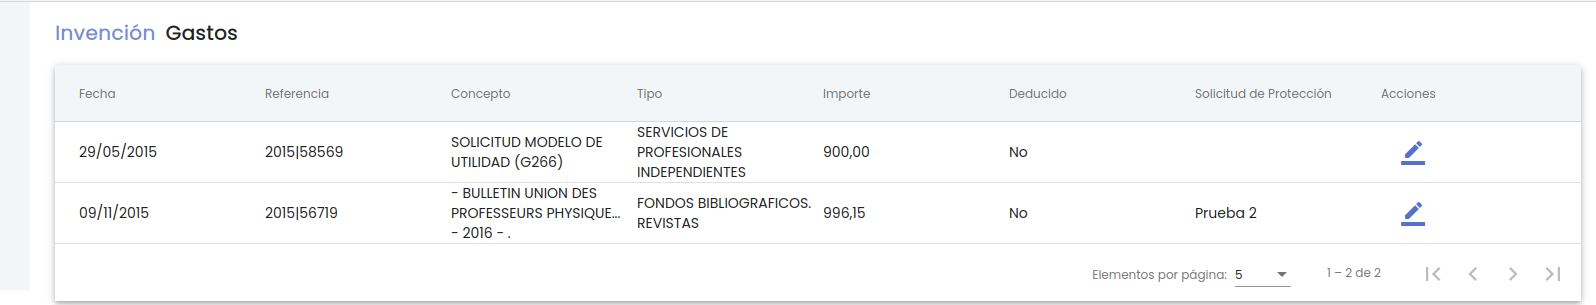 Invención Gastos
Fecha Referencia Concepto Tipo Importe Deducido Solicitud de Protección Acciones
29/05/2015 2015|58569 SOLICITUD MODELO DE UTILIDAD (G266) SERVICIOS DE PROFESIONALES INDEPENDIENTES 900,00 No
09/11/2015 2015|56719 - BULLETIN UNION DES PROFESSEURS PHYSIQUE... - 2016 - . FONDOS BIBLIOGRAFICOS. REVISTAS 996,15 No Prueba 2
Elementos por página: 5 1 – 2 de 2